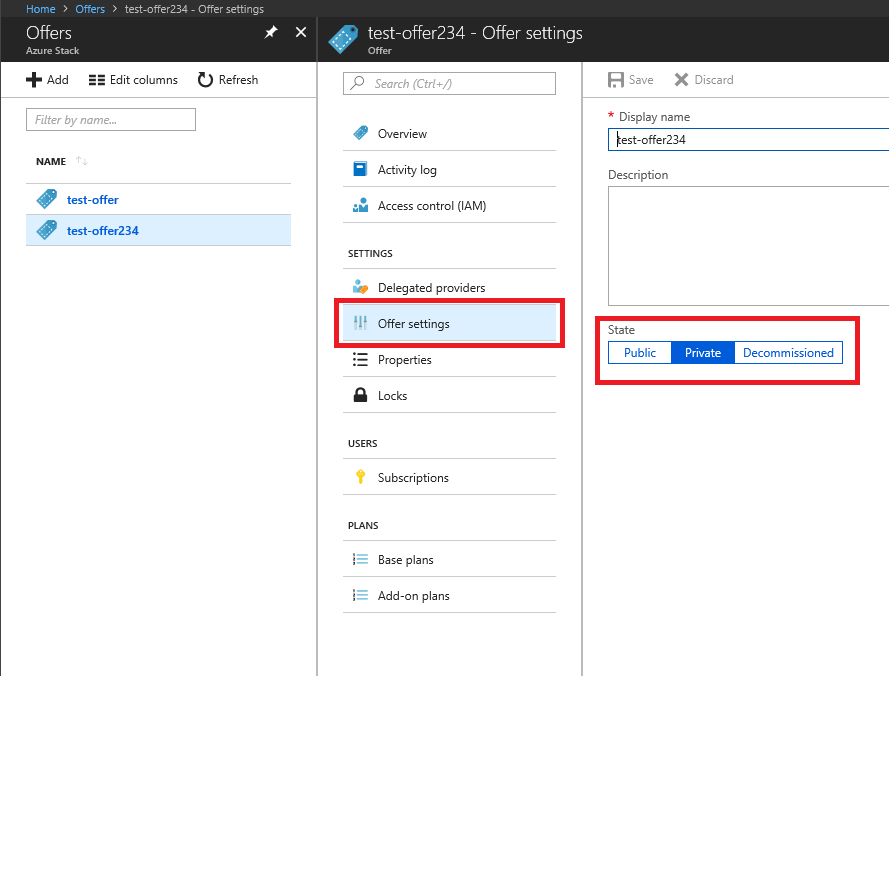 Home > Offers > test-offer234 - Offer settings
Offers
Azure Stack
Add
Edit columns
Refresh
Filter by name...
NAME
test-offer
test-offer234
test-offer234 - Offer settings
Offer
Search (Ctrl+/)
Overview
Activity log
Access control (IAM)
SETTINGS
Delegated providers
Offer settings
Properties
Locks
USERS
Subscriptions
PLANS
Base plans
Add-on plans
Save
Discard
* Display name
test-offer234
Description
State
Public
Private
Decommissioned